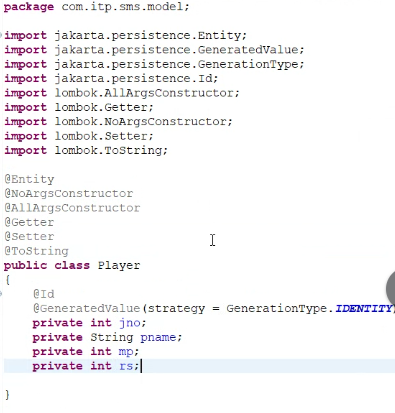 package com.itp.sms.model;
import jakarta.persistence.Entity;
import jakarta.persistence.GeneratedValue;
import jakarta.persistence.GenerationType;
import jakarta.persistence.Id;
import lombok.AllArgsConstructor;
import lombok.Getter;
import lombok.NoArgsConstructor;
import lombok.Setter;
import lombok.ToString;
@Entity
@NoArgsConstructor
@AllArgsConstructor
@Getter
@Setter
@ToString
public class Player
{
@Id
@GeneratedValue(strategy = GenerationType.IDENTITY)
private int jno;
private String pname;
private int mp;
private int rs;
}